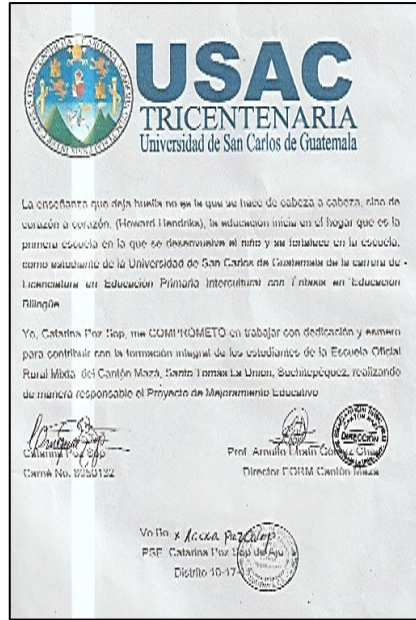 USAC
TRICENTENARIA
Universidad de San Carlos de Guatemala
La enseñanza que deja huella no es la que se hace de cabeza a cabeza, sino de
corazón a corazón. (Howard Hendriks), la educación inicia en el hogar que es la
primera escuela en la que se desenvuelve el niño y se fortalece en la escuela,
como estudiante de la Universidad de San Carlos de Guatemala de la carrera de -
Licenciatura en Educación Primaria Intercultural con Énfasis en Educación
Bilingüe
Yo, Catarina Poz Sop, me COMPROMETO en trabajar con dedicación y esmero
para contribuir con la formación integral de los estudiantes de la Escuela Oficial
Rural Mixta del Cantón Mazá, Santo Tomás La Unión, Suchitepéquez, realizando
de manera responsable el Proyecto de Mejoramiento Educativo
Catarina Poz Sop
Prof. Arnulfo
Carné No.
Director EORM Cantón Mazá
DIRECCION
Vo Bo
PSE Catarina Poz Sop de
Distrito 10-17-